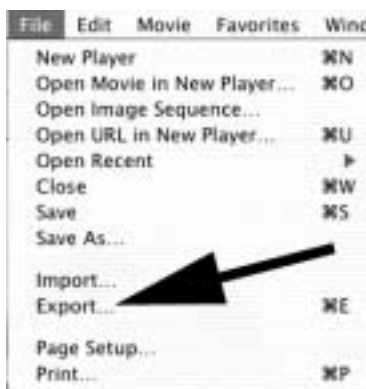 File Edit Movie Favorites Wind
New Player ⌘N
Open Movie in New Player... ⌘O
Open Image Sequence...
Open URL in New Player... ⌘U
Open Recent
Close ⌘W
Save ⌘S
Save As...
Import...
Export... ⌘E
Page Setup...
Print... ⌘P